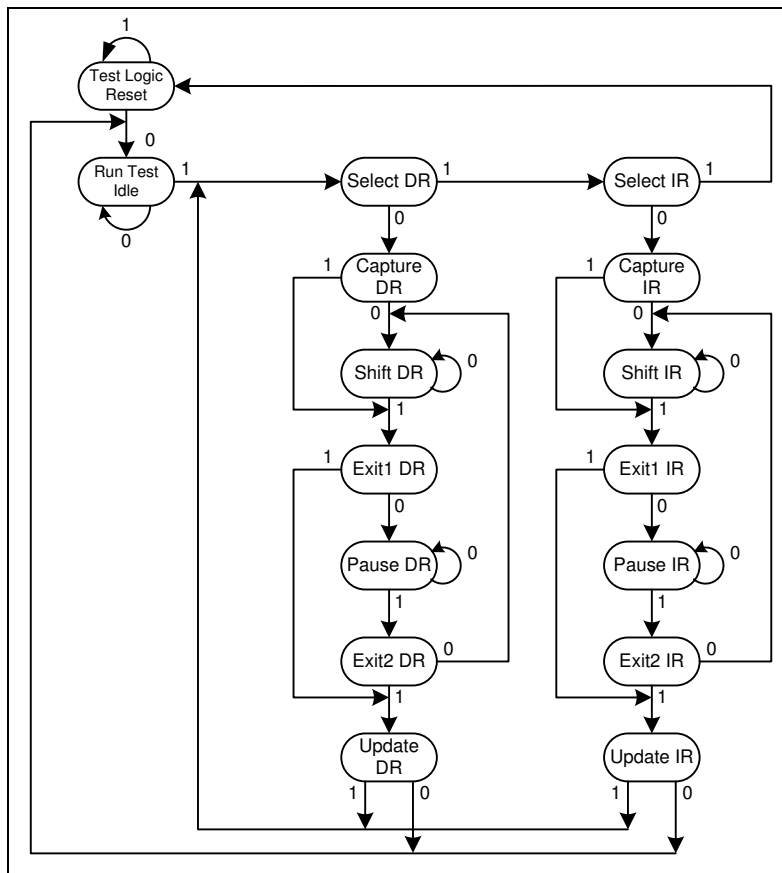 1
Test Logic
Reset
0
Run Test
Idle
1
0
Select DR
1
Select IR
1
0
0
1
Capture
DR
1
Capture
IR
0
0
Shift DR
0
Shift IR
0
1
1
1
Exit1 DR
1
Exit1 IR
0
0
Pause DR
0
Pause IR
0
1
1
Exit2 DR
0
Exit2 IR
0
1
1
Update
DR
Update IR
1
0
1
0